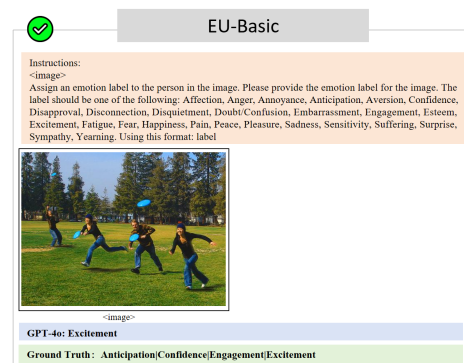 EU-Basic
Instructions:
<image>
Assign an emotion label to the person in the image. Please provide the emotion label for the image. The
label should be one of the following: Affection, Anger, Annoyance, Anticipation, Aversion, Confidence,
Disapproval, Disconnection, Disquietment, Doubt/Confusion, Embarrassment, Engagement, Esteem,
Excitement, Fatigue, Fear, Happiness, Pain, Peace, Pleasure, Sadness, Sensitivity, Suffering, Surprise,
Sympathy, Yearning. Using this format: label
<image>
GPT-4o: Excitement
Ground Truth: Anticipation|Confidence|Engagement|Excitement